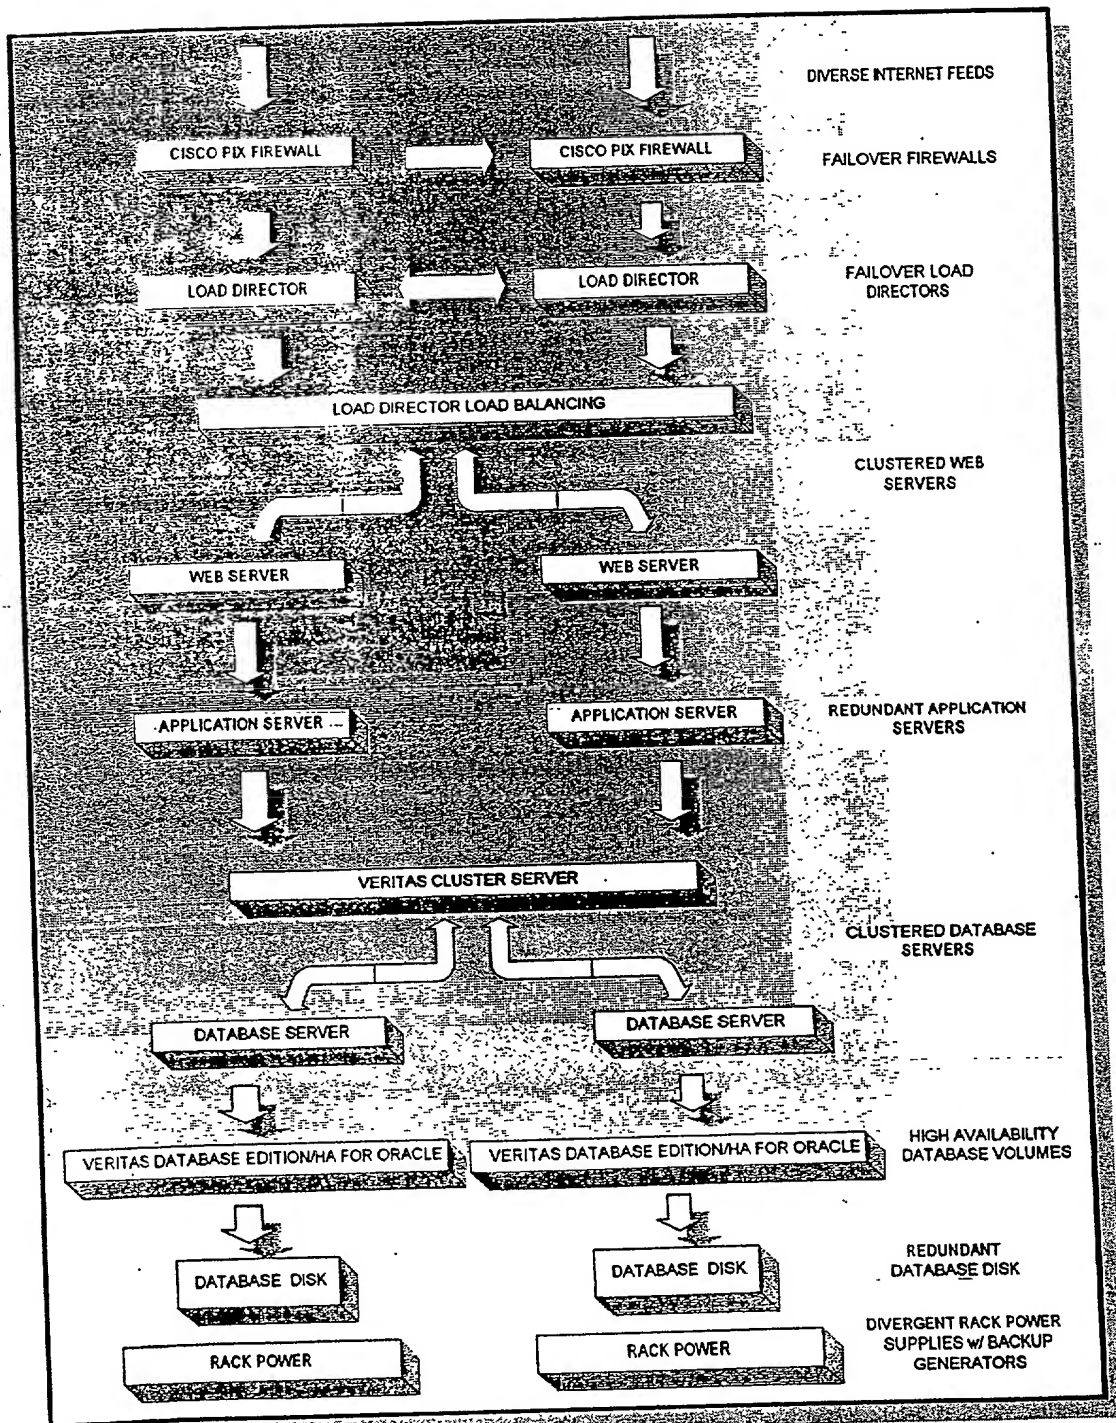 DIVERSE INTERNET FEEDS
CISCO PIX FIREWALL
CISCO PIX FIREWALL
FAILOVER FIREWALLS
LOAD DIRECTOR
LOAD DIRECTOR
FAILOVER LOAD
DIRECTORS
LOAD DIRECTOR LOAD BALANCING
CLUSTERED WEB
SERVERS
WEB SERVER
WEB SERVER
APPLICATION SERVER
APPLICATION SERVER
REDUNDANT APPLICATION
SERVERS
VERITAS CLUSTER SERVER
CLUSTERED DATABASE
SERVERS
DATABASE SERVER
DATABASE SERVER
VERITAS DATABASE EDITION/HA FOR ORACLE
VERITAS DATABASE EDITION/HA FOR ORACLE
HIGH AVAILABILITY
DATABASE VOLUMES
DATABASE DISK
DATABASE DISK
REDUNDANT
DATABASE DISK
RACK POWER
RACK POWER
DIVERGENT RACK POWER
SUPPLIES w/ BACKUP
GENERATORS